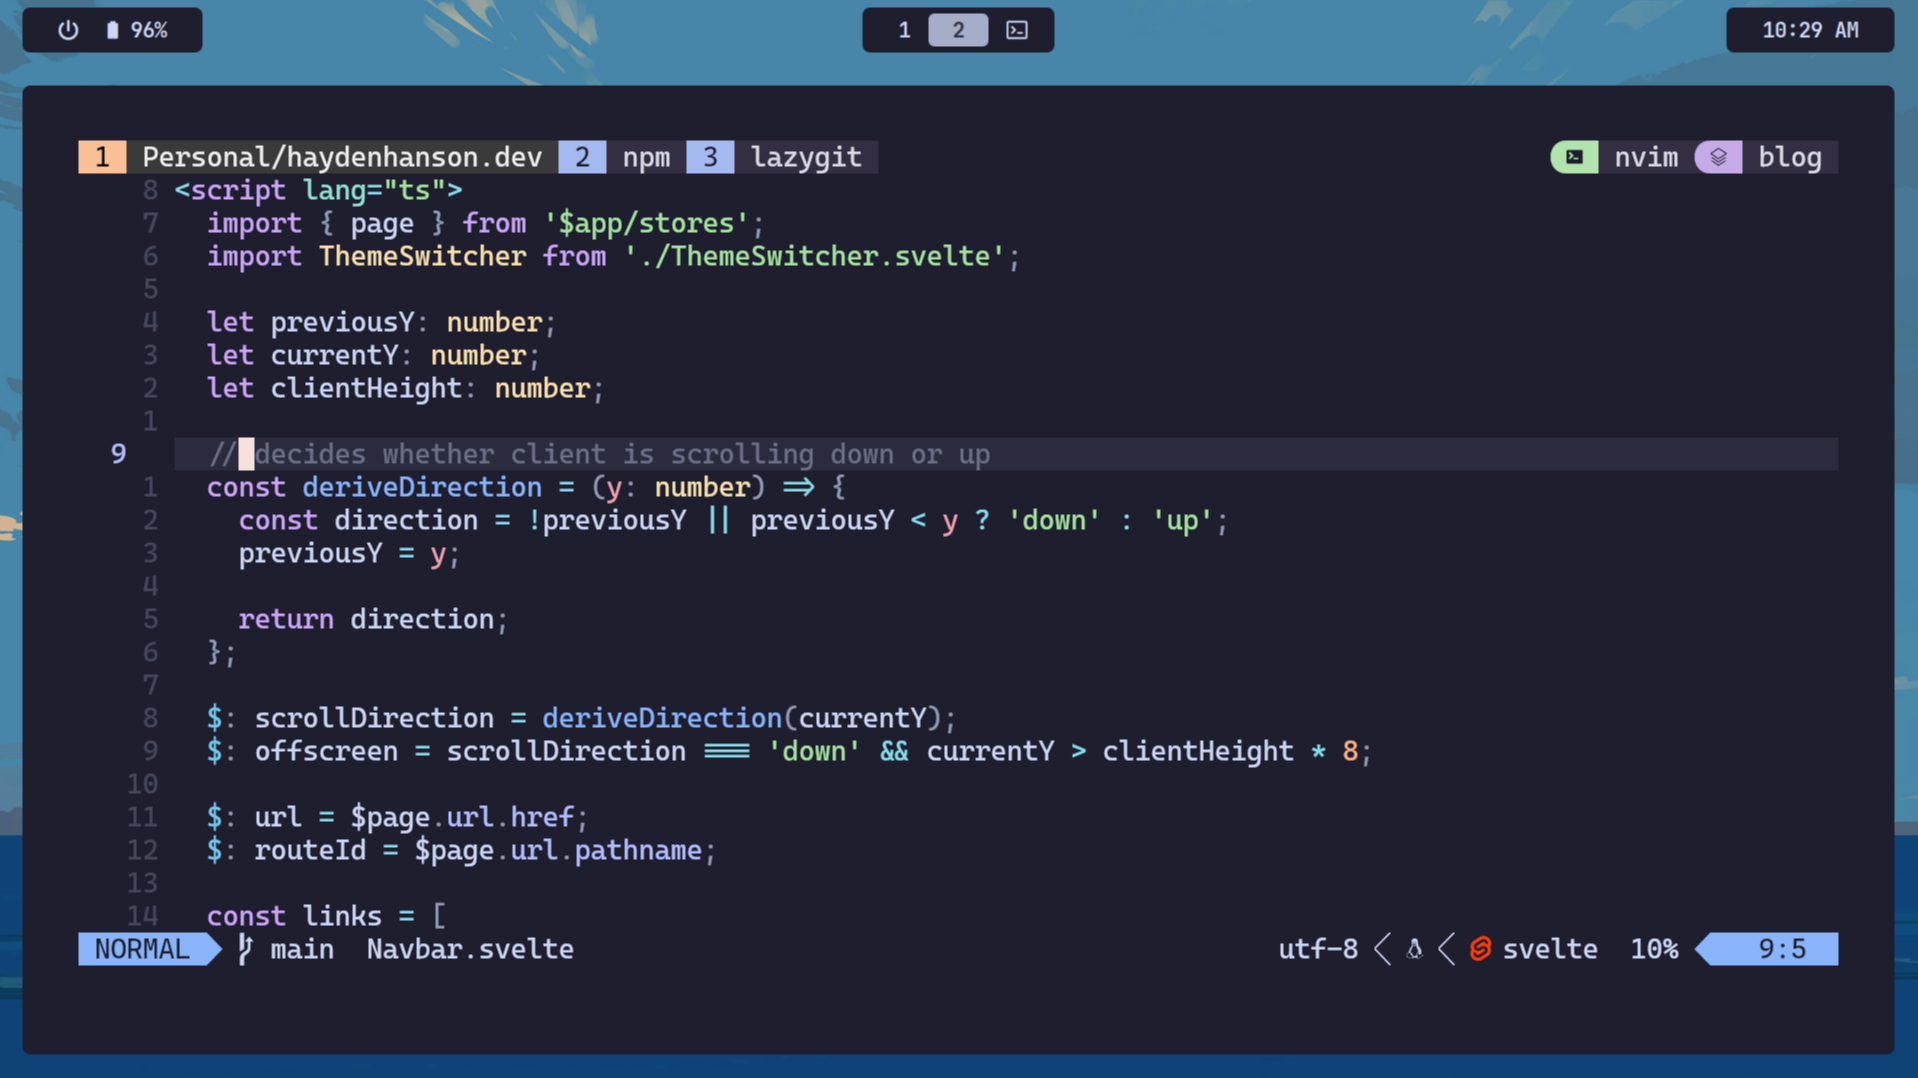 96%
1 2
10:29 AM
1 Personal/haydenhanson.dev 2 npm 3 lazygit
nvim blog
8 <script lang="ts">
7   import { page } from '$app/stores';
6   import ThemeSwitcher from './ThemeSwitcher.svelte';
5
4   let previousY: number;
3   let currentY: number;
2   let clientHeight: number;
1
9   // decides whether client is scrolling down or up
1   const deriveDirection = (y: number) => {
2     const direction = !previousY || previousY < y ? 'down' : 'up';
3     previousY = y;
4
5     return direction;
6   };
7
8   $: scrollDirection = deriveDirection(currentY);
9   $: offscreen = scrollDirection === 'down' && currentY > clientHeight * 8;
10
11   $: url = $page.url.href;
12   $: routeId = $page.url.pathname;
13
14   const links = [
NORMAL main Navbar.svelte
utf-8 svelte 10% 9:5